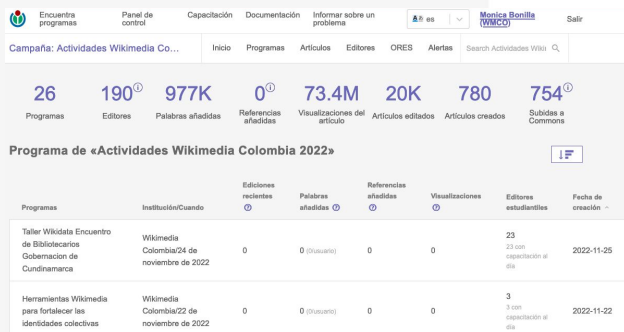 Encuentra programas
Panel de control
Capacitación
Documentación
Informar sobre un problema
es
Monica Bonilla (WMCO)
Salir
Campaña: Actividades Wikimedia Co...
Inicio
Programas
Artículos
Editores
ORES
Alertas
Search Actividades Wiki
26
Programas
190
Editores
977K
Palabras añadidas
0
Referencias añadidas
73.4M
Visualizaciones del artículo
20K
Artículos editados
780
Artículos creados
754
Subidas a Commons
Programa de «Actividades Wikimedia Colombia 2022»
Programas
Institución/Cuando
Ediciones recientes
Palabras añadidas
Referencias añadidas
Visualizaciones
Editores estudiantiles
Fecha de creación
Taller Wikidata Encuentro
de Bibliotecarios
Gobernacion de
Cundinamarca
Wikimedia
Colombia/24 de
noviembre de 2022
0
0 (0/usuario)
0
0
23
23 con
capacitación al
día
2022-11-25
Herramientas Wikimedia
para fortalecer las
identidades colectivas
Wikimedia
Colombia/22 de
noviembre de 2022
0
0 (0/usuario)
0
0
3
3 con
capacitación al
día
2022-11-22